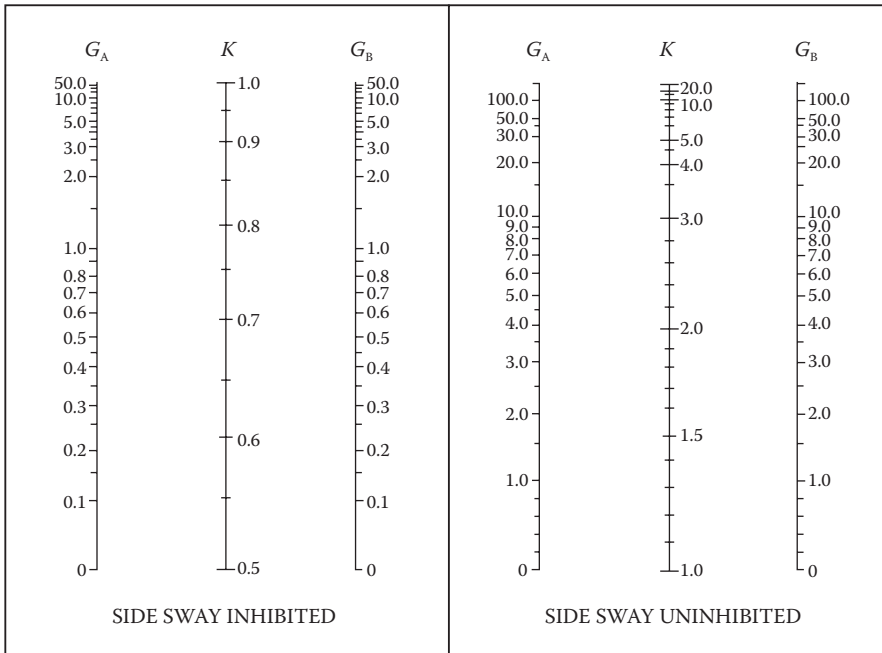 G_A K G_B
50.0 1.0 50.0
10.0 10.0
5.0 0.9 5.0
3.0 3.0
2.0 2.0
0.8
1.0 1.0
0.8 0.8
0.7 0.7
0.6 0.7 0.6
0.5 0.5
0.4 0.4
0.3 0.3
0.6
0.2 0.2
0.1 0.1
0 0.5 0
SIDE SWAY INHIBITED
G_A K G_B
20.0
100.0 10.0 100.0
50.0 50.0
30.0 5.0 30.0
20.0 4.0 20.0
10.0 3.0 10.0
9.0 9.0
8.0 8.0
7.0 7.0
6.0 6.0
5.0 5.0
4.0 2.0 4.0
3.0 3.0
2.0 2.0
1.5
1.0 1.0
0 1.0 0
SIDE SWAY UNINHIBITED